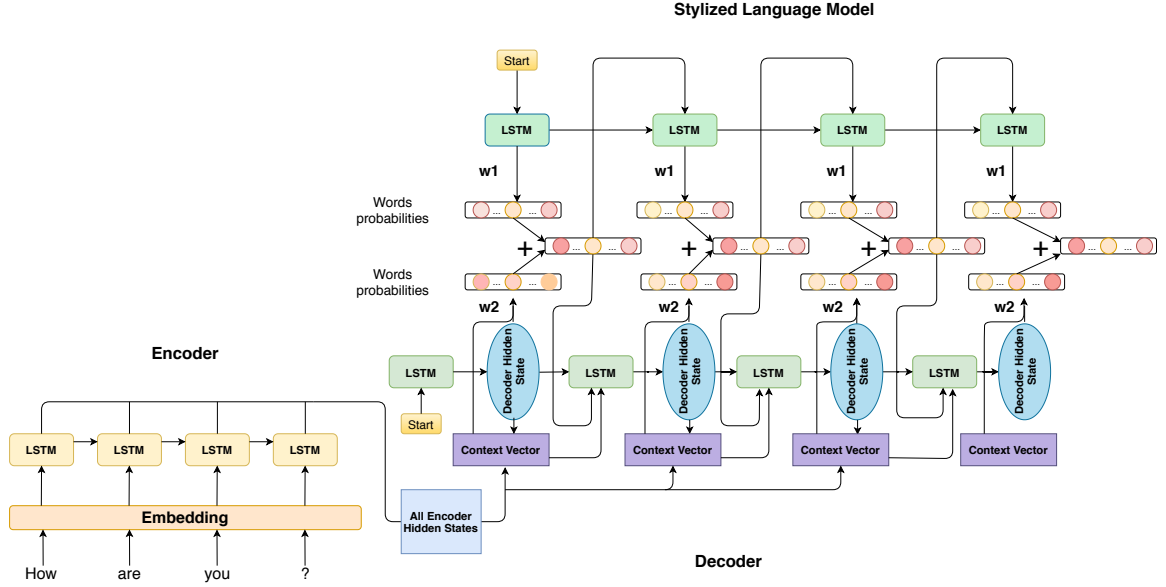 Stylized Language Model
Start
LSTM
LSTM
LSTM
LSTM
w1
w1
w1
w1
Words
probabilities
... ...
... ...
... ...
... ...
+
... ...
+
... ...
+
... ...
+
... ...
Words
probabilities
... ...
... ...
... ...
... ...
w2
w2
w2
w2
Encoder
LSTM
Decoder Hidden
State
LSTM
Decoder Hidden
State
LSTM
Decoder Hidden
State
LSTM
Decoder Hidden
State
Start
LSTM
LSTM
LSTM
LSTM
Context Vector
Context Vector
Context Vector
Context Vector
Embedding
All Encoder
Hidden States
How
are
you
?
Decoder